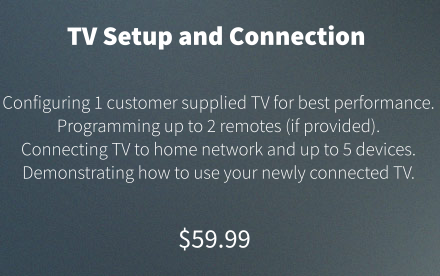 TV Setup and Connection
Configuring 1 customer supplied TV for best performance.
Programming up to 2 remotes (if provided).
Connecting TV to home network and up to 5 devices.
Demonstrating how to use your newly connected TV.
$59.99